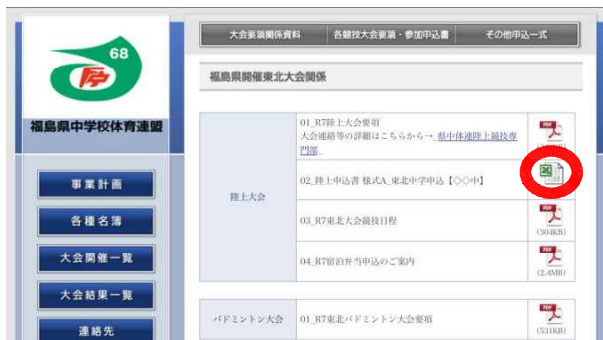 大会要項関係資料
各競技大会要項・参加申込書
その他申込一式
68
福島県中学校体育連盟
事業計画
各種名簿
大会開催一覧
大会結果一覧
連絡先
福島県開催東北大会関係
陸上大会
01_R7陸上大会要項
大会連絡等の詳細はこちらから→ 県中体連陸上競技専
門部
PDF
02_陸上申込書 様式A_東北中学申込【◇◇中】
03_R7東北大会競技日程
PDF
(304KB)
04_R7宿泊弁当申込のご案内
PDF
(2.4MB)
バドミントン大会
01_R7東北バドミントン大会要項
PDF
(531KB)